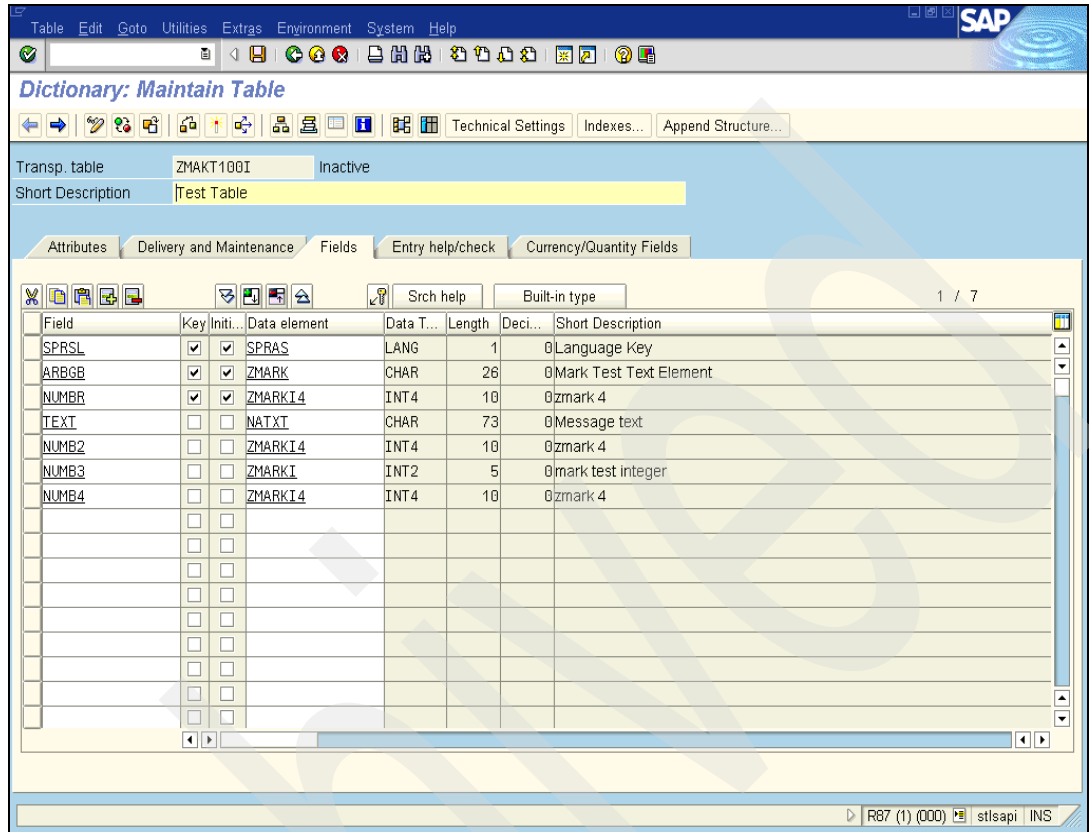 Table Edit Goto Utilities Extras Environment System Help
SAP
Dictionary: Maintain Table
Technical Settings Indexes... Append Structure...
Transp. table ZMAKT100I Inactive
Short Description Test Table
Attributes Delivery and Maintenance Fields Entry help/check Currency/Quantity Fields
Srch help Built-in type 1 / 7
Field Key Initi... Data element Data T... Length Deci... Short Description
SPRSL SPRAS LANG 1 0 Language Key
ARBGB ZMARK CHAR 26 0 Mark Test Text Element
NUMBR ZMARKI4 INT4 10 0 zmark 4
TEXT NATXT CHAR 73 0 Message text
NUMB2 ZMARKI4 INT4 10 0 zmark 4
NUMB3 ZMARKI INT2 5 0 mark test integer
NUMB4 ZMARKI4 INT4 10 0 zmark 4
R87 (1) (000) stlsapi INS